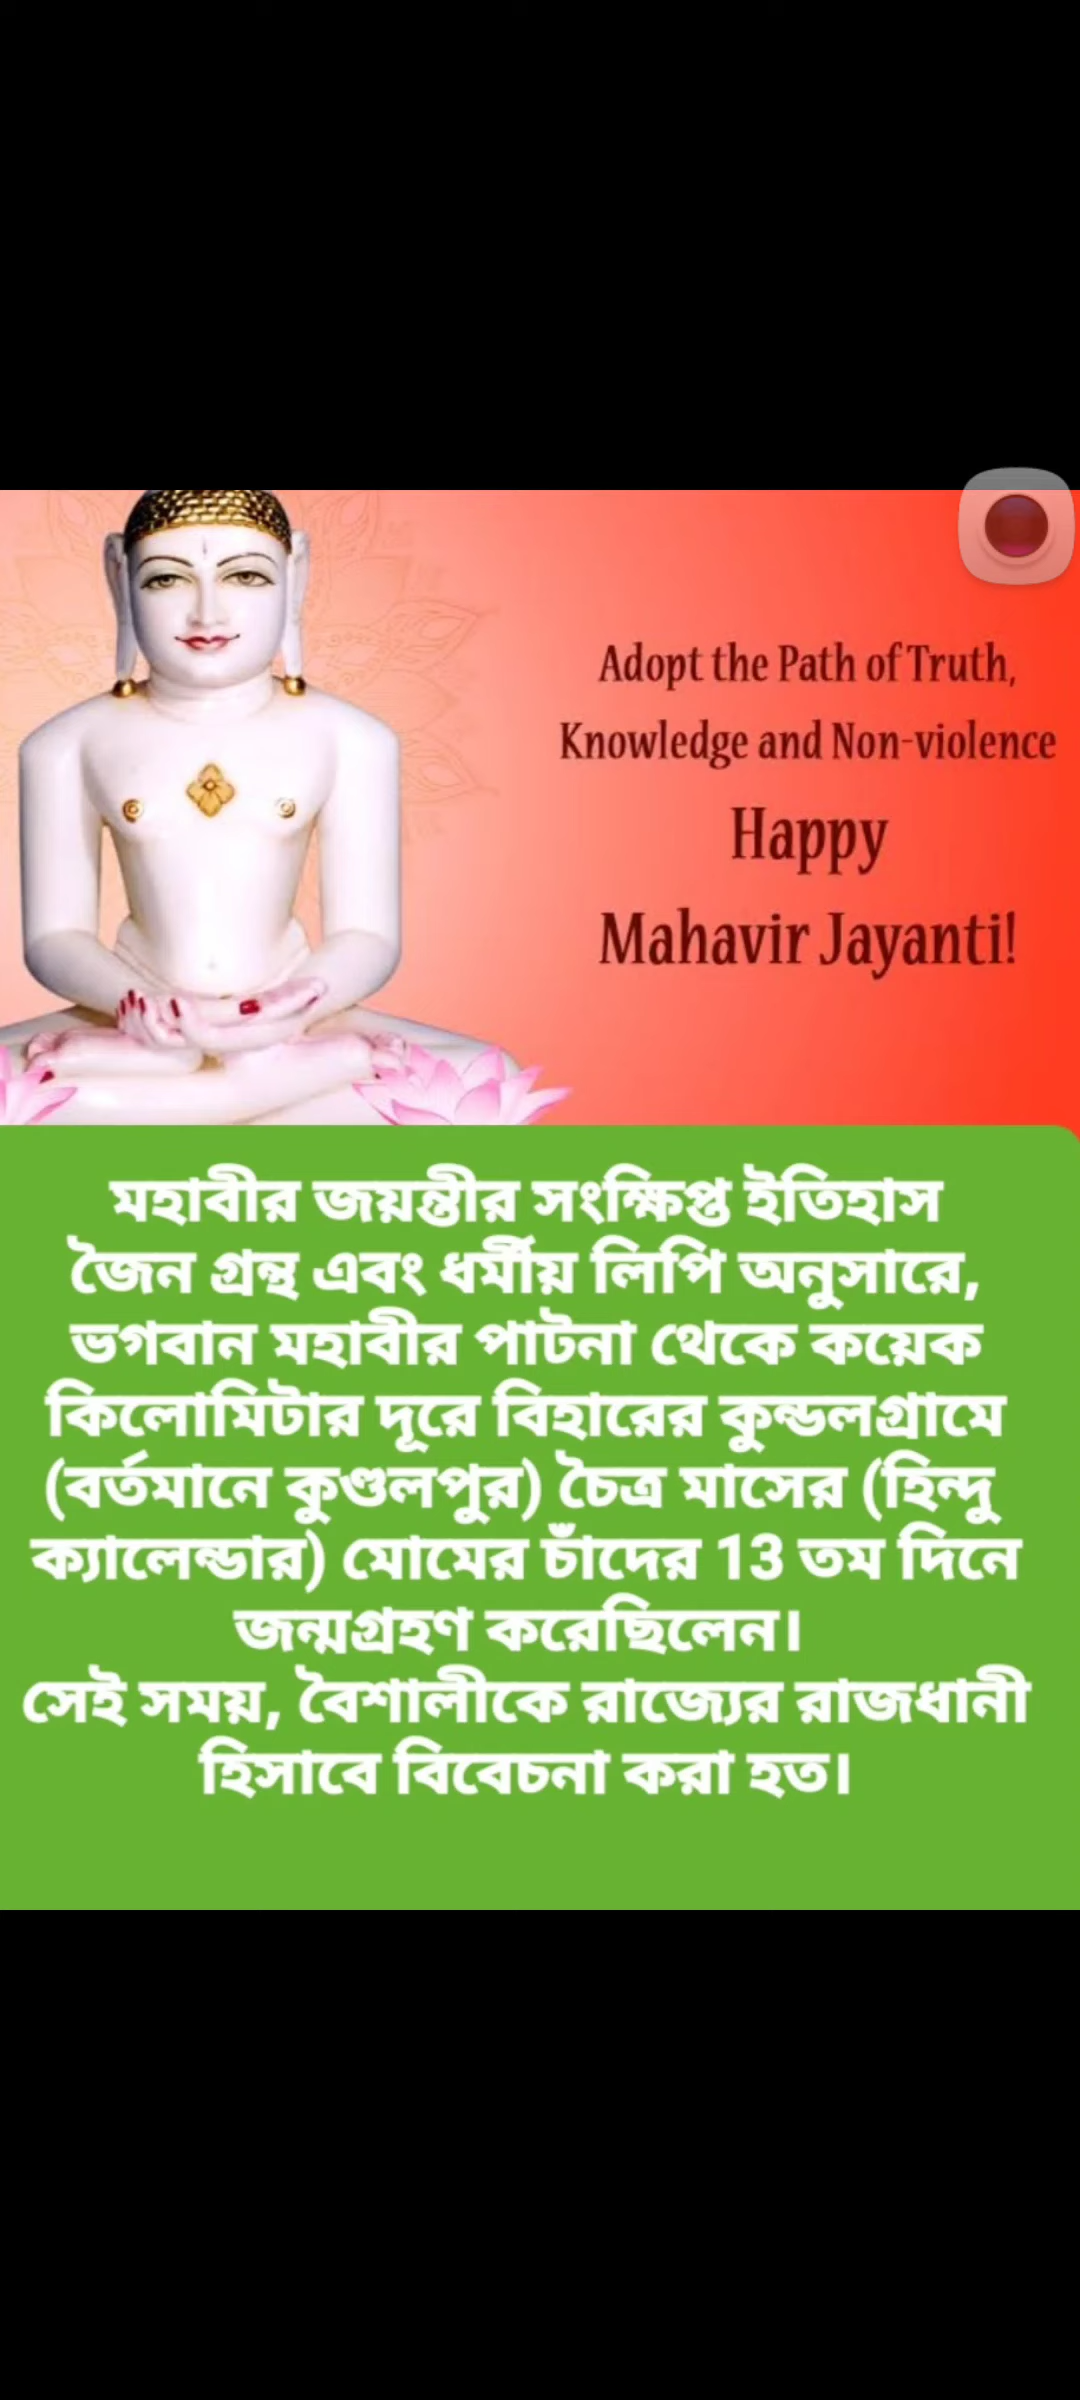 Adopt the Path of Truth,
Knowledge and Non-violence
Happy
Mahavir Jayanti!
মহাবীর জয়ন্তীর সংক্ষিপ্ত ইতিহাস
জৈন গ্রন্থ এবং ধর্মীয় লিপি অনুসারে,
ভগবান মহাবীর পাটনা থেকে কয়েক
কিলোমিটার দূরে বিহারের কুন্ডলগ্রামে
(বর্তমানে কুণ্ডলপুর) চৈত্র মাসের (হিন্দু
ক্যালেন্ডার) মোমের চাঁদের 13 তম দিনে
জন্মগ্রহণ করেছিলেন।
সেই সময়, বৈশালীকে রাজ্যের রাজধানী
হিসাবে বিবেচনা করা হত।